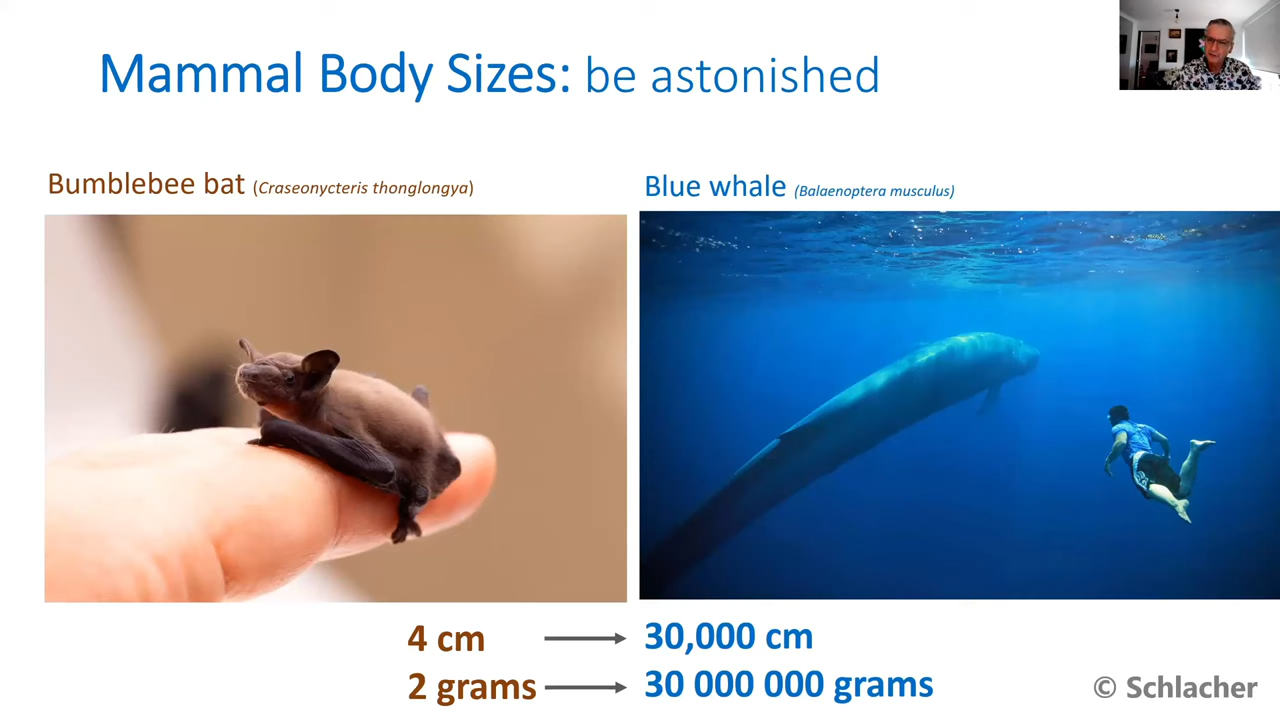 Mammal Body Sizes: be astonished
Bumblebee bat (Craseonycteris thonglongya)
Blue whale (Balaenoptera musculus)
4 cm
30,000 cm
2 grams
30 000 000 grams
© Schlacher